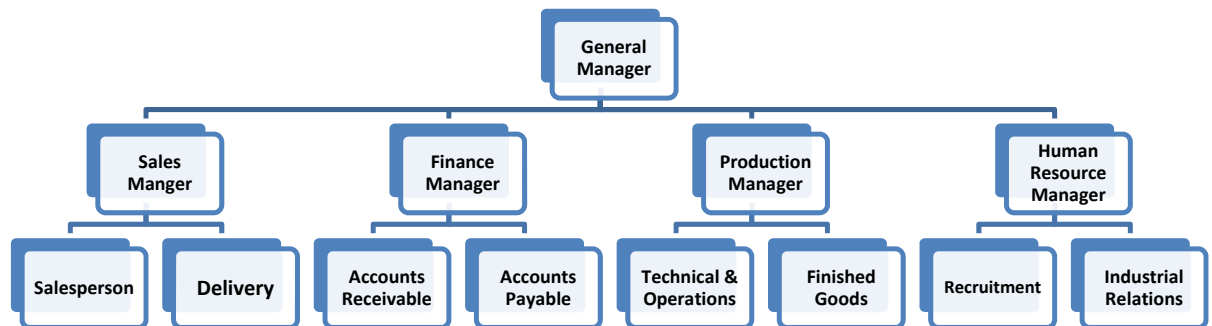 General
Manager
Sales
Manger
Finance
Manager
Production
Manager
Human
Resource
Manager
Salesperson
Delivery
Accounts
Receivable
Accounts
Payable
Technical &
Operations
Finished
Goods
Recruitment
Industrial
Relations